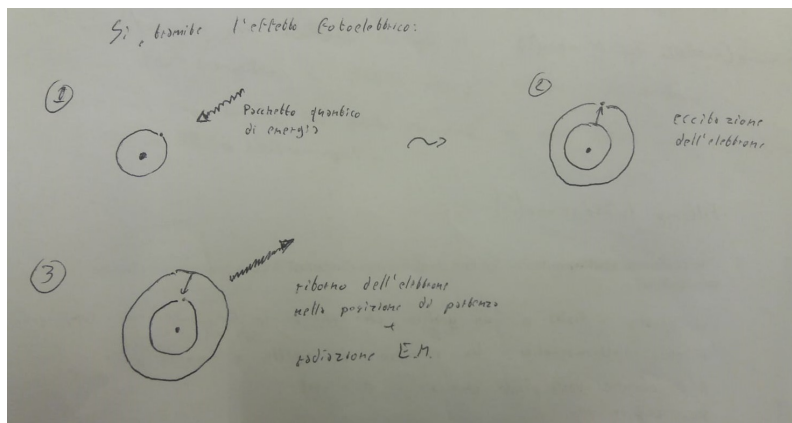 Sì, tramite l'effetto fotoelettrico:
1
Pacchetto quantico
di energia
2
eccitazione
dell'elettrone
3
ritorno dell'elettrone
nella posizione di partenza
+
radiazione E.M.